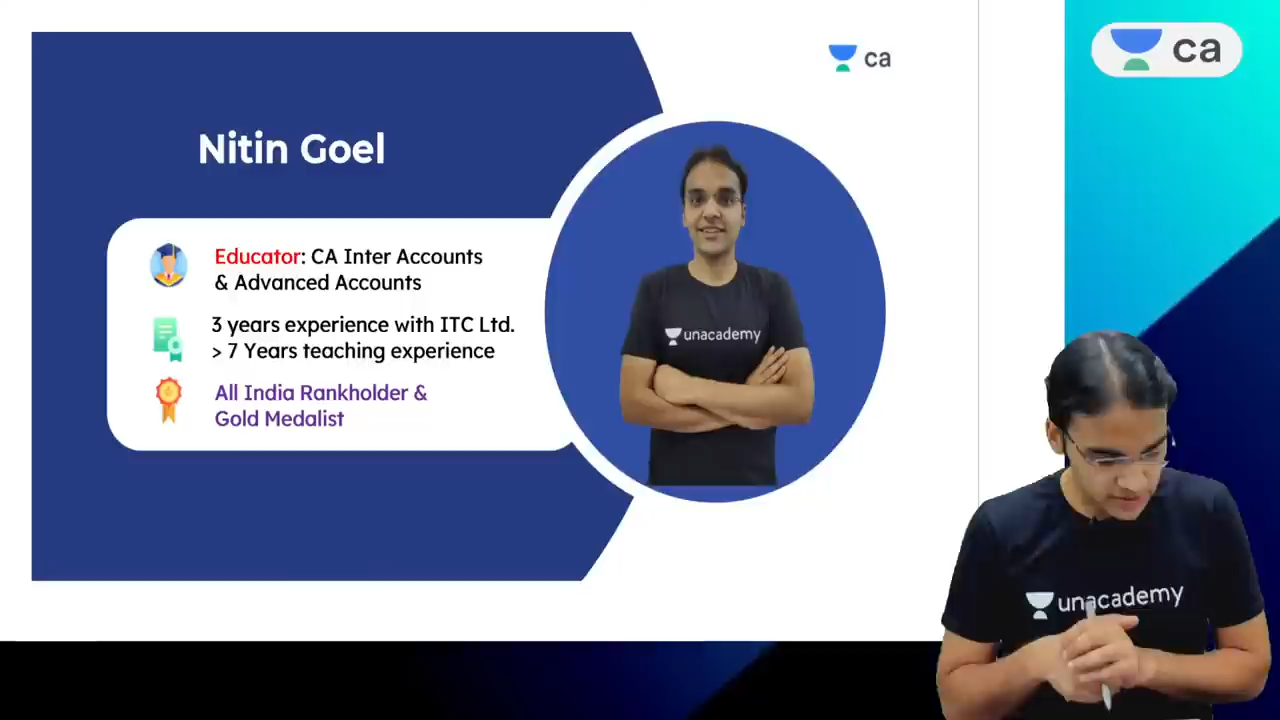 ca
ca
Nitin Goel
Educator: CA Inter Accounts
& Advanced Accounts
3 years experience with ITC Ltd.
> 7 Years teaching experience
All India Rankholder &
Gold Medalist
unacademy
unacademy